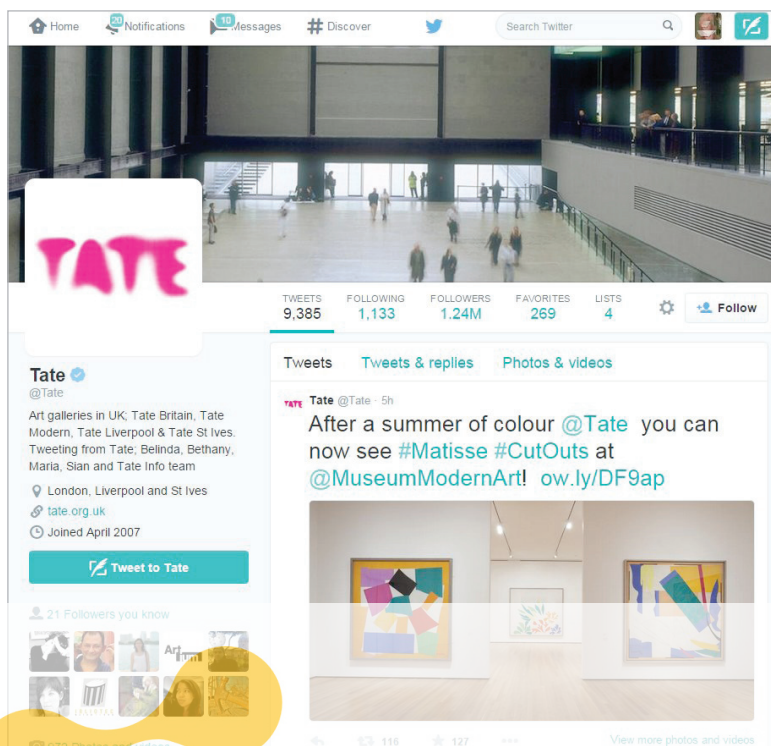 Home
20
Notifications
10
Messages
Discover
Search Twitter
TATE
TWEETS
9,385
FOLLOWING
1,133
FOLLOWERS
1.24M
FAVORITES
269
LISTS
4
Follow
Tate
@Tate
Art galleries in UK; Tate Britain, Tate
Modern, Tate Liverpool & Tate St Ives.
Tweeting from Tate; Belinda, Bethany,
Maria, Sian and Tate Info team
London, Liverpool and St Ives
tate.org.uk
Joined April 2007
Tweet to Tate
21 Followers you know
Tweets
Tweets & replies
Photos & videos
TATE
Tate @Tate · 5h
After a summer of colour @Tate you can
now see #Matisse #CutOuts at
@MuseumModernArt! ow.ly/DF9ap
116
127
View more photos and videos
Photos and videos